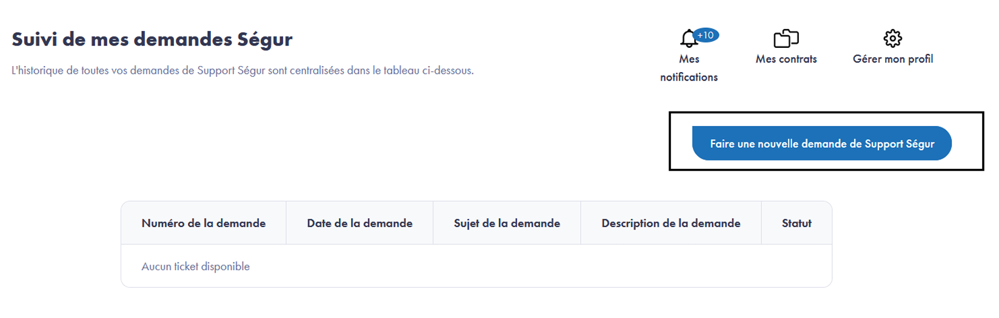 Suivi de mes demandes Ségur
L'historique de toutes vos demandes de Support Ségur sont centralisées dans le tableau ci-dessous.
+10
Mes
notifications
Mes contrats
Gérer mon profil
Faire une nouvelle demande de Support Ségur
Numéro de la demande
Date de la demande
Sujet de la demande
Description de la demande
Statut
Aucun ticket disponible